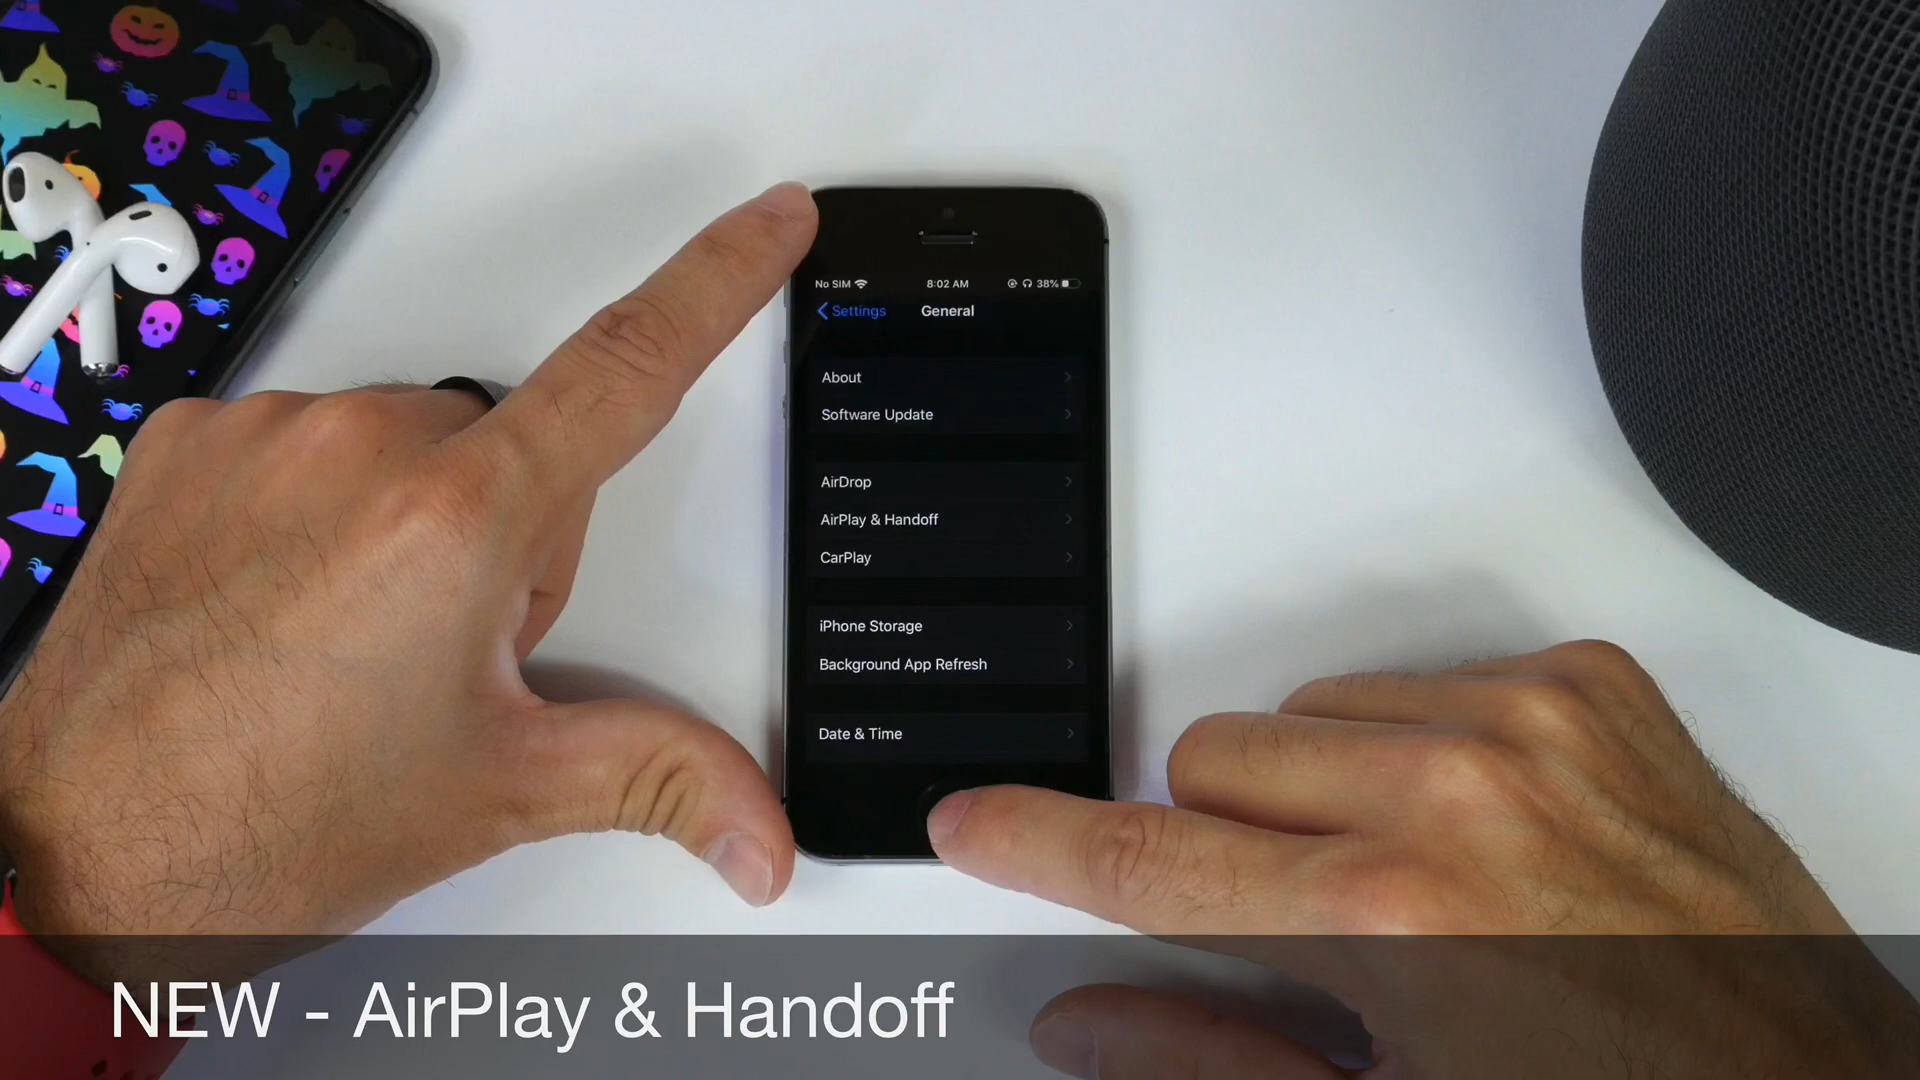 No SIM 8:02 AM 38%
Settings General
About
Software Update
AirDrop
AirPlay & Handoff
CarPlay
iPhone Storage
Background App Refresh
Date & Time
NEW - AirPlay & Handoff